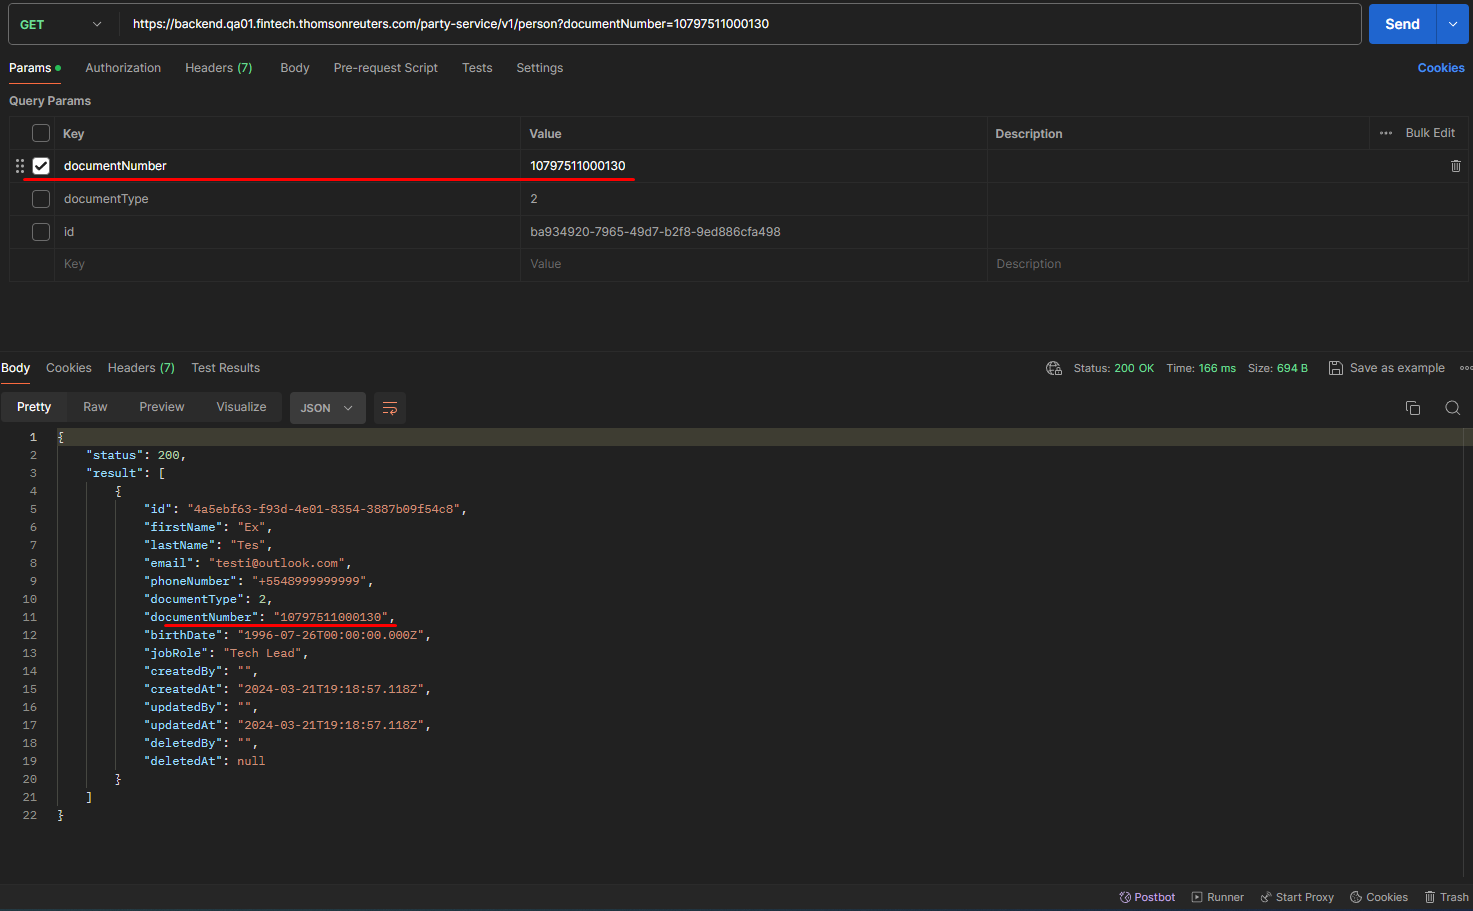 GET https://backend.qa01.fintech.thomsonreuters.com/party-service/v1/person?documentNumber=10797511000130 Send
Params Authorization Headers (7) Body Pre-request Script Tests Settings Cookies
Query Params
Key Value Description ••• Bulk Edit
documentNumber 10797511000130
documentType 2
id ba934920-7965-49d7-b2f8-9ed886cfa498
Key Value Description
Body Cookies Headers (7) Test Results Status: 200 OK Time: 166 ms Size: 694 B Save as example
Pretty Raw Preview Visualize JSON
1 {
2 "status": 200,
3 "result": [
4 {
5 "id": "4a5ebf63-f93d-4e01-8354-3887b09f54c8",
6 "firstName": "Ex",
7 "lastName": "Tes",
8 "email": "testi@outlook.com",
9 "phoneNumber": "+5548999999999",
10 "documentType": 2,
11 "documentNumber": "10797511000130",
12 "birthDate": "1996-07-26T00:00:00.000Z",
13 "jobRole": "Tech Lead",
14 "createdBy": "",
15 "createdAt": "2024-03-21T19:18:57.118Z",
16 "updatedBy": "",
17 "updatedAt": "2024-03-21T19:18:57.118Z",
18 "deletedBy": "",
19 "deletedAt": null
20 }
21 ]
22 }
Postbot Runner Start Proxy Cookies Trash